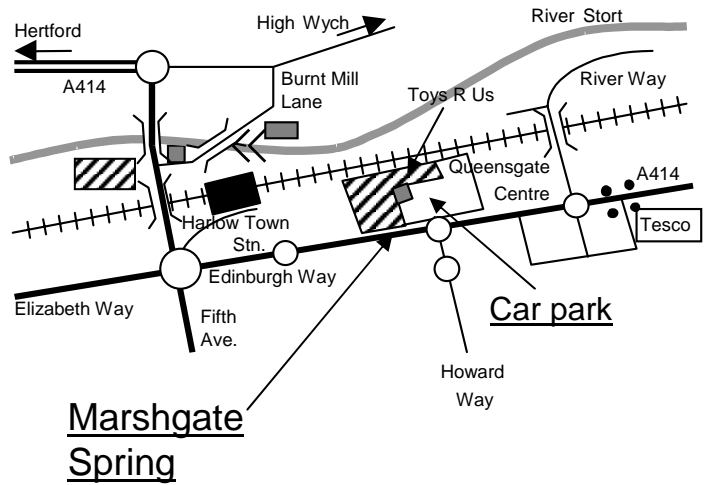 High Wych
River Stort
Hertford
A414
Burnt Mill
Lane
River Way
Toys R Us
Queensgate
Centre
A414
Tesco
Harlow Town
Stn.
Edinburgh Way
Elizabeth Way
Fifth
Ave.
Car park
Howard
Way
Marshgate
Spring